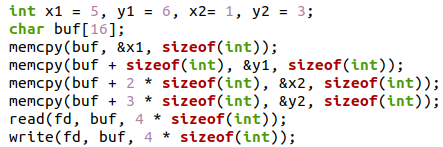 int x1 = 5, y1 = 6, x2= 1, y2 = 3;
char buf[16];
memcpy(buf, &x1, sizeof(int));
memcpy(buf + sizeof(int), &y1, sizeof(int));
memcpy(buf + 2 * sizeof(int), &x2, sizeof(int));
memcpy(buf + 3 * sizeof(int), &y2, sizeof(int));
read(fd, buf, 4 * sizeof(int));
write(fd, buf, 4 * sizeof(int));